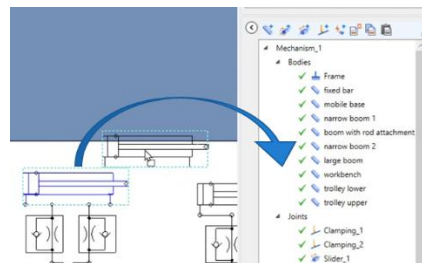 Mechanism_1
Bodies
Frame
fixed bar
mobile base
narrow boom 1
boom with rod attachment
narrow boom 2
large boom
workbench
trolley lower
trolley upper
Joints
Clamping_1
Clamping_2
Slider_1